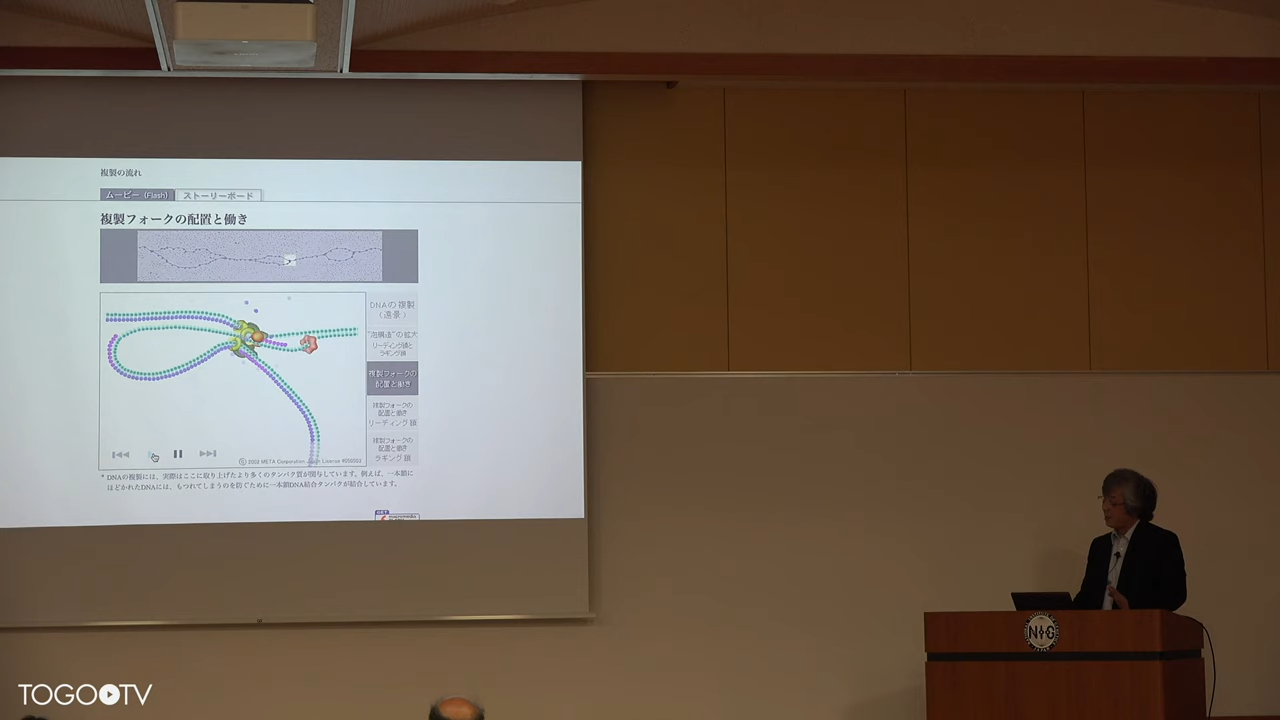 複製の流れ
ムービー (Flash)
ストーリーボード
複製フォークの配置と働き
DNAの複製
(遠景)
"泡構造"の拡大
リーディング鎖と
ラギング鎖
複製フォークの
配置と働き
複製フォークの
配置と働き
リーディング鎖
複製フォークの
配置と働き
ラギング鎖
* DNAの複製には、実際はここに取り上げたより多くのタンパク質が関与しています。例えば、一本鎖に
ほどかれたDNAには、もつれてしまうのを防ぐために一本鎖DNA結合タンパクが結合しています。
GET
macromedia
NIG
TOGO TV